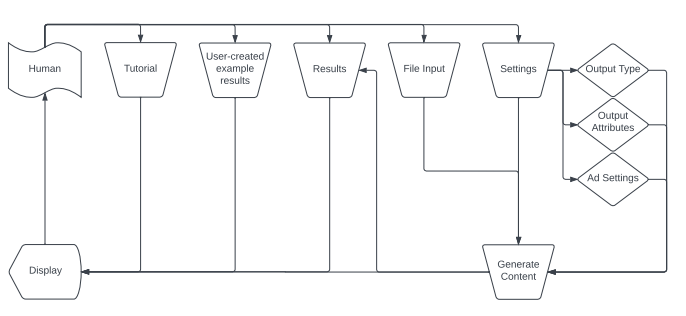 Human
Tutorial
User-created
example
results
Results
File Input
Settings
Output Type
Output
Attributes
Ad Settings
Display
Generate
Content